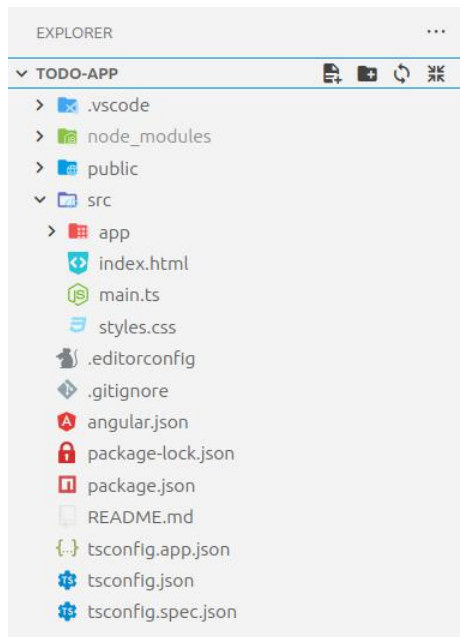 EXPLORER
TODO-APP
.vscode
node_modules
public
src
app
index.html
main.ts
styles.css
.editorconfig
.gitignore
angular.json
package-lock.json
package.json
README.md
tsconfig.app.json
tsconfig.json
tsconfig.spec.json